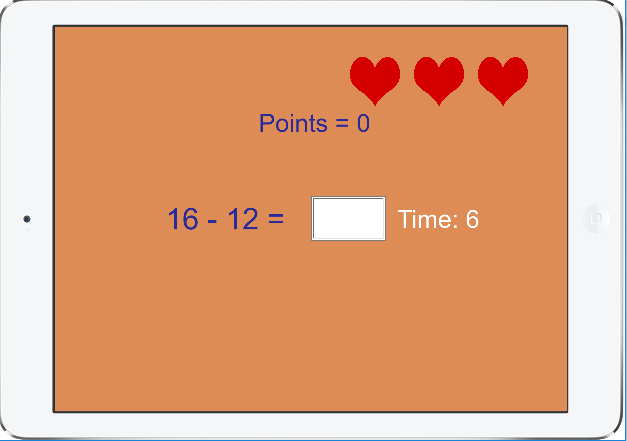 Points = 0
16 - 12 =
Time: 6